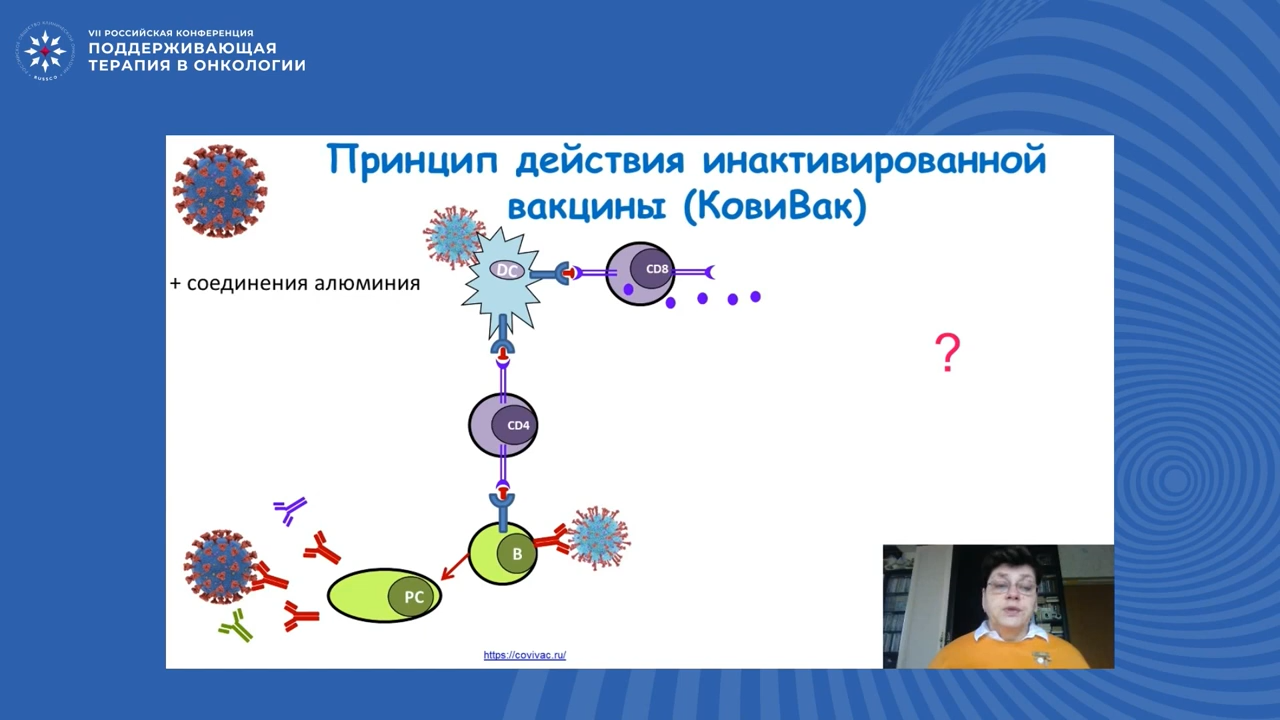 VII РОССИЙСКАЯ КОНФЕРЕНЦИЯ
ПОДДЕРЖИВАЮЩАЯ
ТЕРАПИЯ В ОНКОЛОГИИ
RUSSCO
Принцип действия инактивированной
вакцины (КовиВак)
+ соединения алюминия
DC
CD8
?
CD4
B
PC
https://covivac.ru/